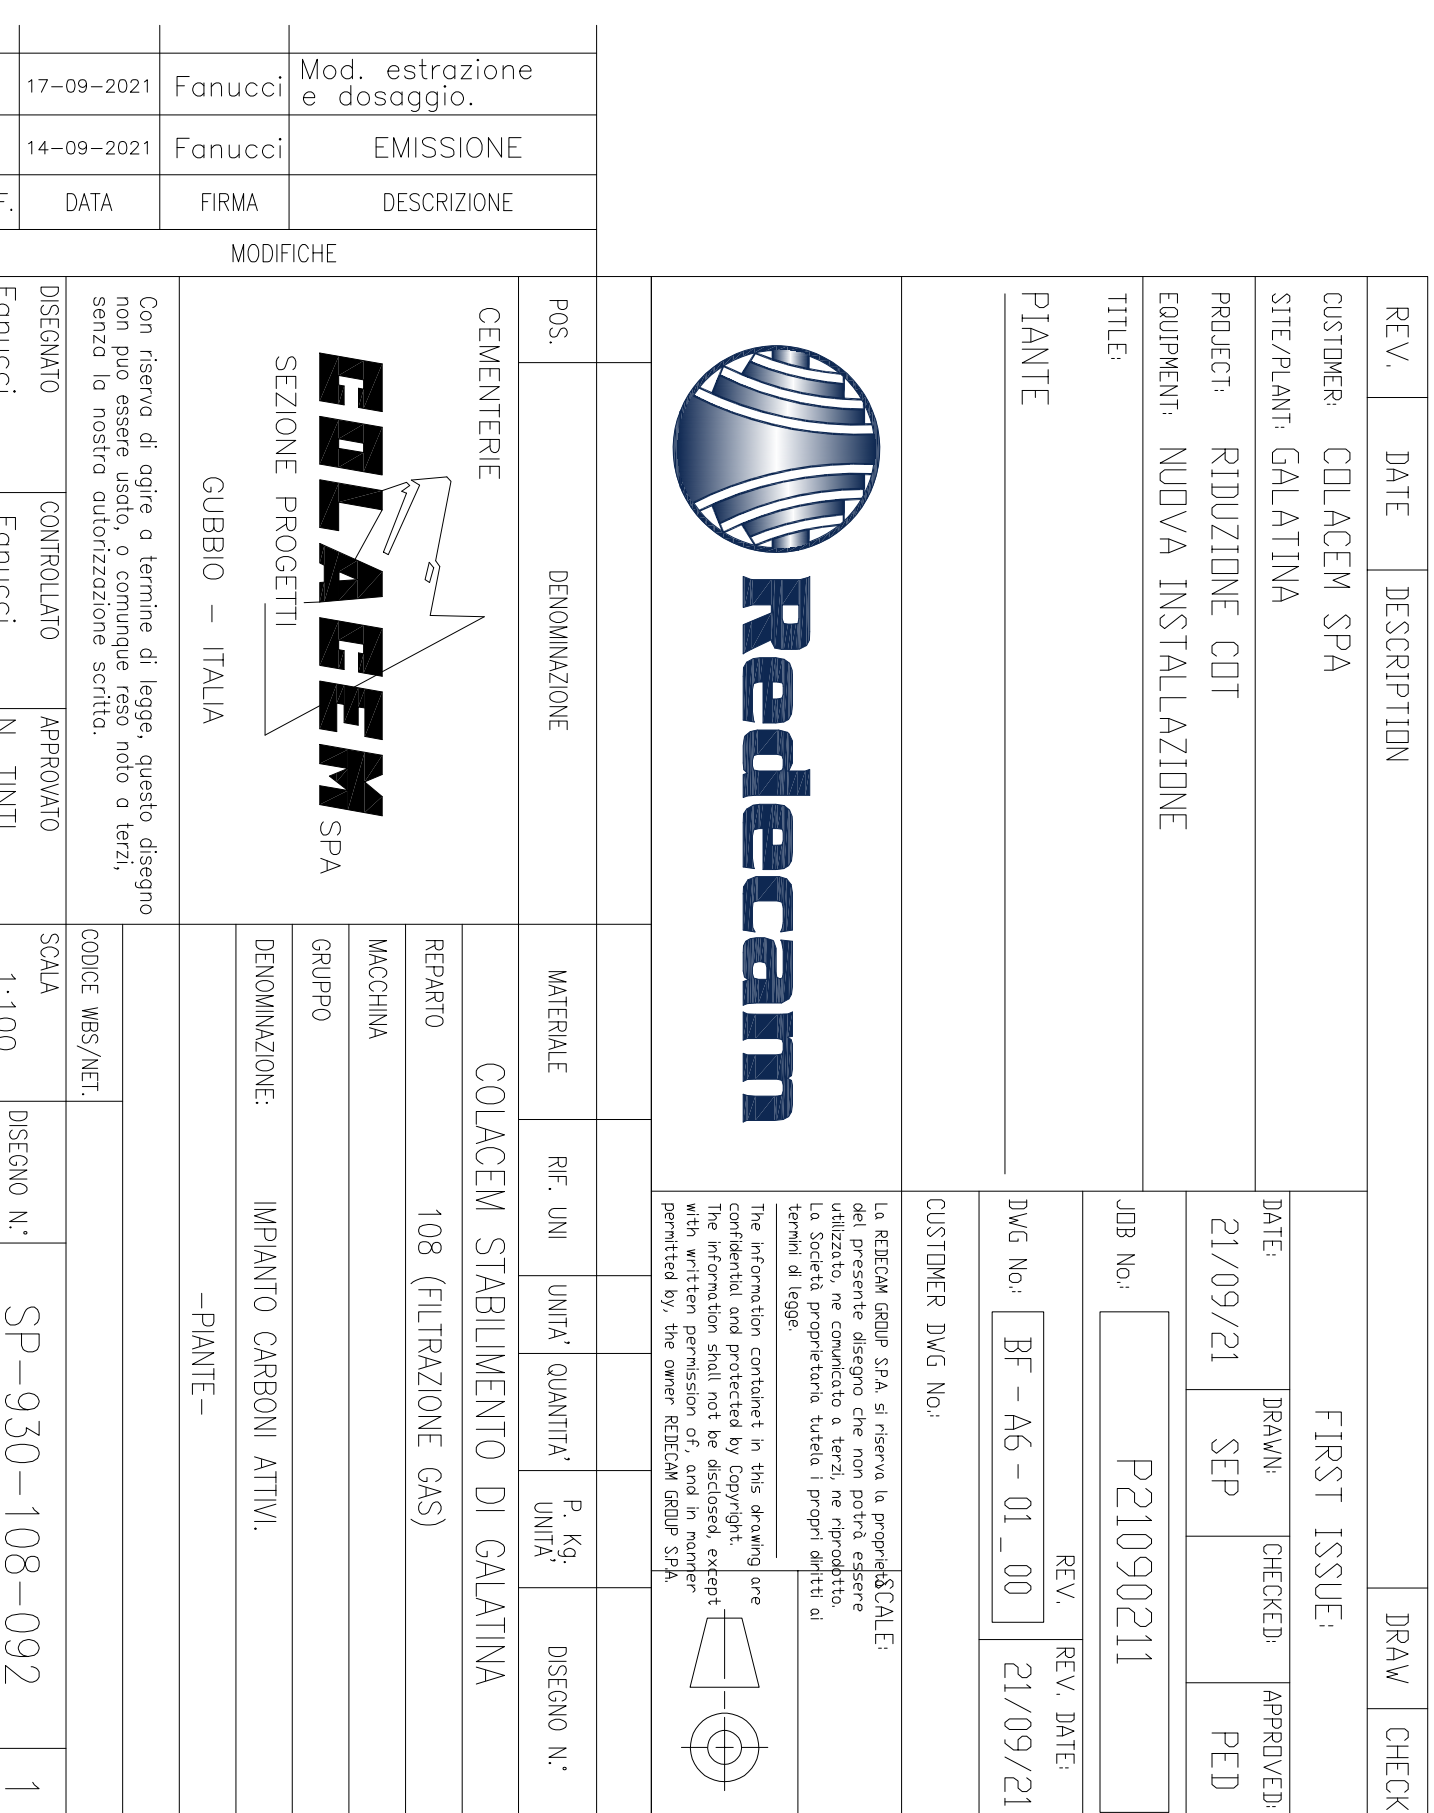 17-09-2021 Fanucci Mod. estrazione
e dosaggio.
14-09-2021 Fanucci EMISSIONE
F. DATA FIRMA DESCRIZIONE
MODIFICHE
REV. DATE DESCRIPTION DRAW CHECK
CUSTOMER: COLACEM SPA
SITE/PLANT: GALATINA
PROJECT: RIDUZIONE COT
EQUIPMENT: NUOVA INSTALLAZIONE
TITLE:
PIANTE
FIRST ISSUE:
DATE: DRAWN: CHECKED: APPROVED:
21/09/21 SEP PED
JOB No.: P21090211
REV. REV. DATE:
DWG No.: BF - A6 - 01 _ 00 21/09/21
CUSTOMER DWG No.:
Redecam
La REDECAM GROUP S.P.A. si riserva la proprietà
del presente disegno che non potrà essere
utilizzato, ne comunicato a terzi, ne riprodotto.
La Società proprietaria tutela i propri diritti ai
termini di legge.
The information containet in this drawing are
confidential and protected by Copyright.
The information shall not be disclosed, except
with written permission of, and in manner
permitted by, the owner REDECAM GROUP S.P.A.
SCALE:
POS. DENOMINAZIONE MATERIALE RIF. UNI UNITA' QUANTITA' P. Kg. UNITA' DISEGNO N.°
CEMENTERIE
COLACEM SPA
SEZIONE PROGETTI
GUBBIO - ITALIA
COLACEM STABILIMENTO DI GALATINA
REPARTO 108 (FILTRAZIONE GAS)
MACCHINA
GRUPPO
DENOMINAZIONE: IMPIANTO CARBONI ATTIVI.
-PIANTE-
Con riserva di agire a termine di legge, questo disegno
non puo essere usato, o comunque reso noto a terzi,
senza la nostra autorizzazione scritta.
CODICE WBS/NET.
DISEGNATO CONTROLLATO APPROVATO SCALA DISEGNO N.°
Fanucci Fanucci N. TINTI 1:100 SP-930-108-092 1